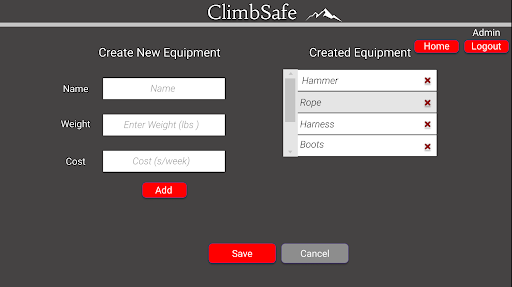 ClimbSafe
Admin
Home
Logout
Create New Equipment
Name
Name
Weight
Enter Weight (lbs )
Cost
Cost (s/week)
Add
Created Equipment
Hammer
Rope
Harness
Boots
Save
Cancel